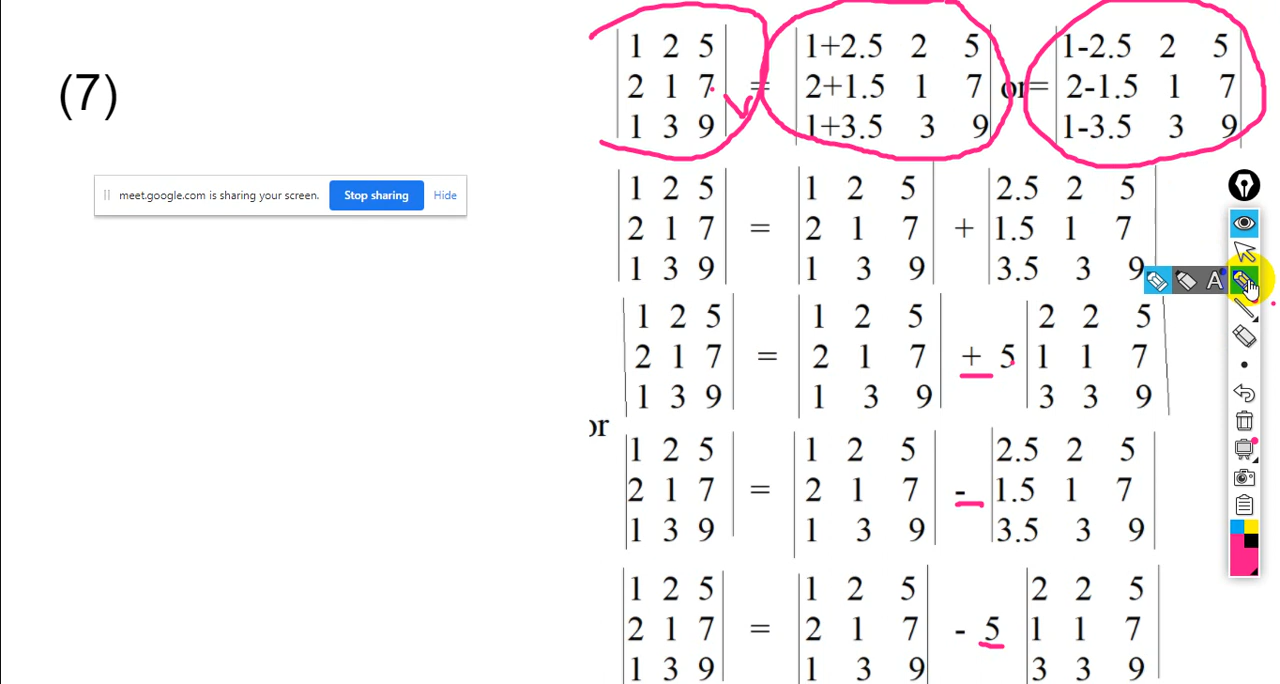 (7)
1 2 5 1+2.5 2 5 1-2.5 2 5
2 1 7 = 2+1.5 1 7 or= 2-1.5 1 7
1 3 9 1+3.5 3 9 1-3.5 3 9
meet.google.com is sharing your screen. Stop sharing Hide
1 2 5 1 2 5 2.5 2 5
2 1 7 = 2 1 7 + 1.5 1 7
1 3 9 1 3 9 3.5 3 9
A
1 2 5 1 2 5 2 2 5
2 1 7 = 2 1 7 + 5 1 1 7
1 3 9 1 3 9 3 3 9
or
1 2 5 1 2 5 2.5 2 5
2 1 7 = 2 1 7 - 1.5 1 7
1 3 9 1 3 9 3.5 3 9
1 2 5 1 2 5 2 2 5
2 1 7 = 2 1 7 - 5 1 1 7
1 3 9 1 3 9 3 3 9